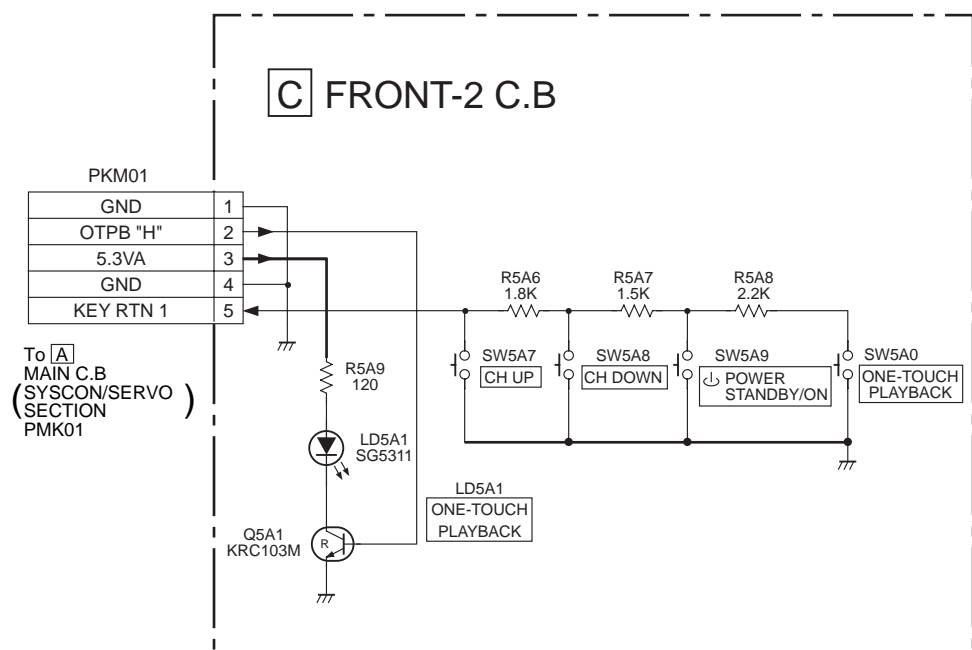 C FRONT-2 C.B
PKM01
GND 1
OTPB "H" 2
5.3VA 3
GND 4
KEY RTN 1 5
To A
MAIN C.B
(SYSCON/SERVO
SECTION)
PMK01
R5A6
1.8K
R5A7
1.5K
R5A8
2.2K
SW5A7
CH UP
SW5A8
CH DOWN
SW5A9
POWER
STANDBY/ON
SW5A0
ONE-TOUCH
PLAYBACK
R5A9
120
LD5A1
SG5311
LD5A1
ONE-TOUCH
PLAYBACK
Q5A1
KRC103M
R